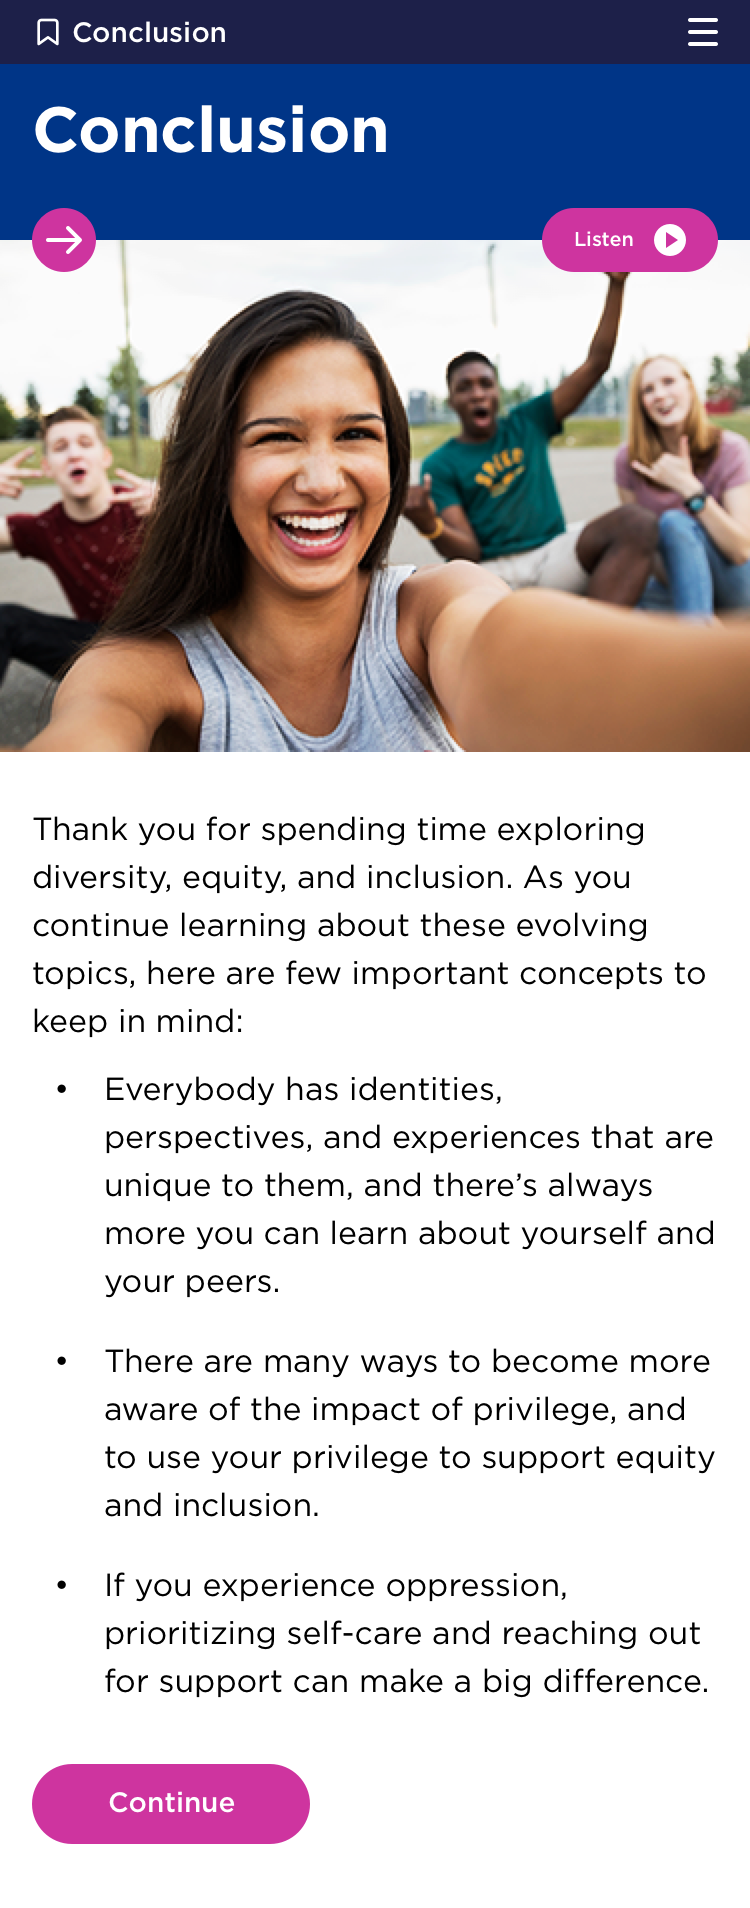 Conclusion
Conclusion
Listen
SPEED
Thank you for spending time exploring
diversity, equity, and inclusion. As you
continue learning about these evolving
topics, here are few important concepts to
keep in mind:
• Everybody has identities,
perspectives, and experiences that are
unique to them, and there’s always
more you can learn about yourself and
your peers.
• There are many ways to become more
aware of the impact of privilege, and
to use your privilege to support equity
and inclusion.
• If you experience oppression,
prioritizing self-care and reaching out
for support can make a big difference.
Continue